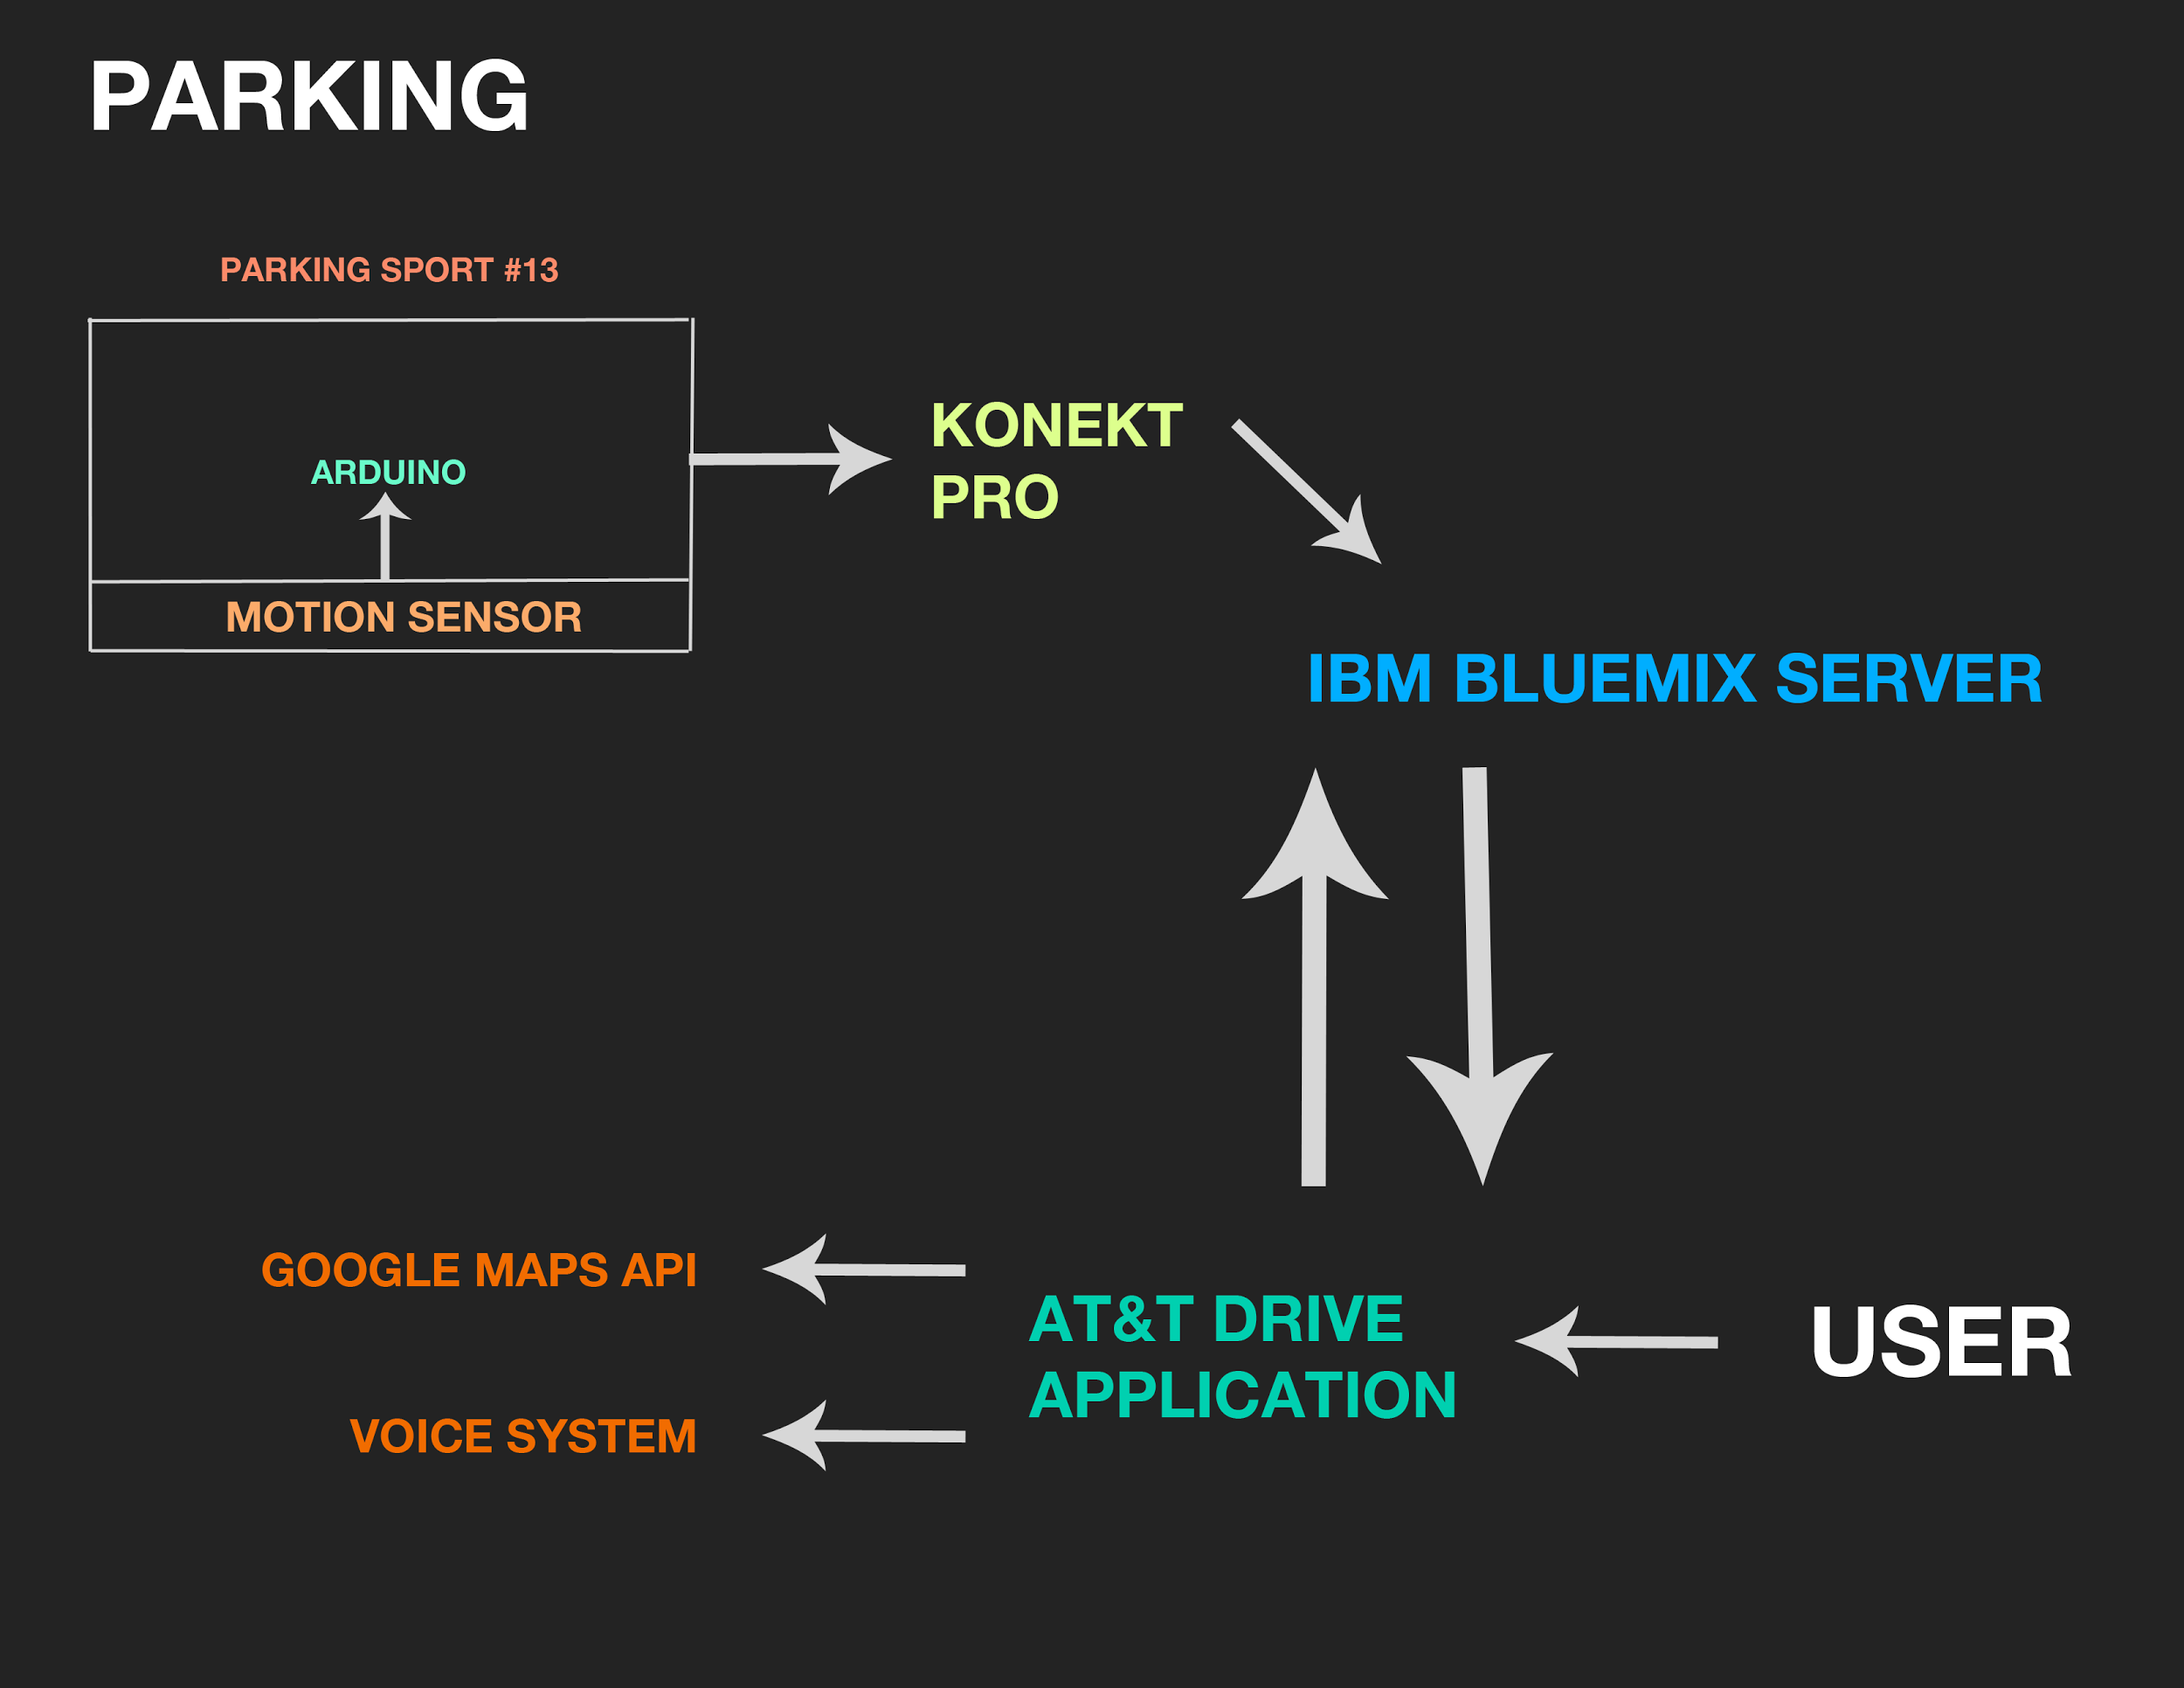 PARKING
PARKING SPORT #13
ARDUINO
MOTION SENSOR
KONEKT
PRO
IBM BLUEMIX SERVER
GOOGLE MAPS API
VOICE SYSTEM
AT&T DRIVE
APPLICATION
USER